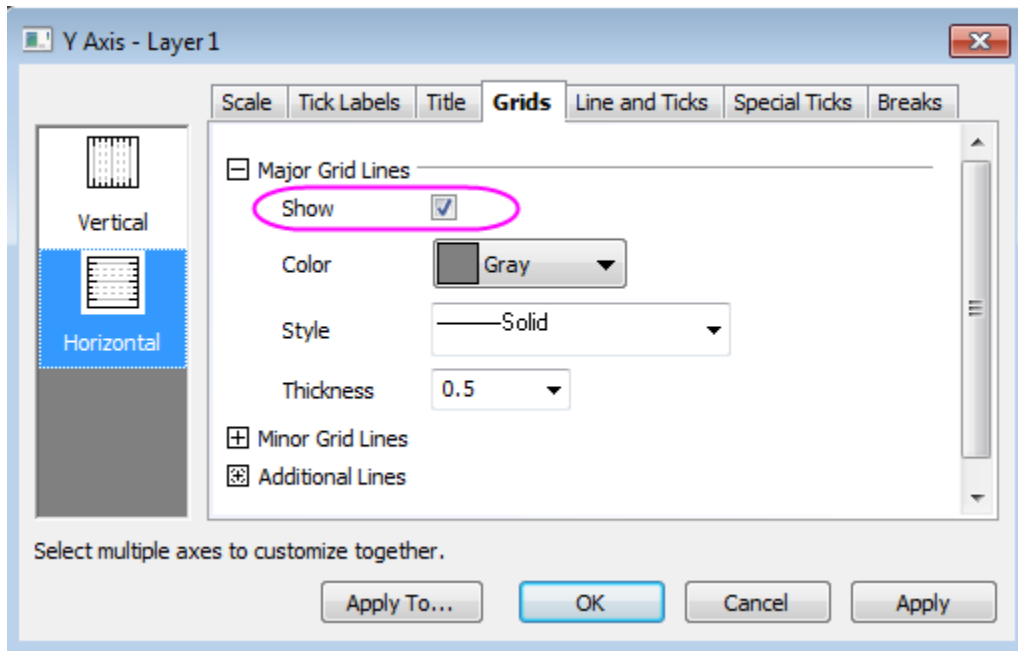 Y Axis - Layer 1
Scale Tick Labels Title Grids Line and Ticks Special Ticks Breaks
Vertical
Horizontal
Major Grid Lines
Show
Color Gray
Style Solid
Thickness 0.5
Minor Grid Lines
Additional Lines
Select multiple axes to customize together.
Apply To... OK Cancel Apply